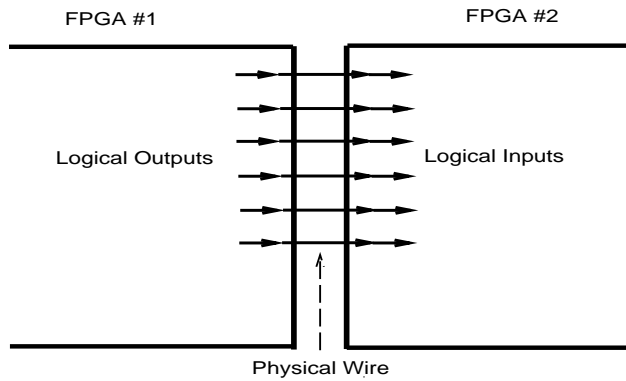 FPGA #1
FPGA #2
Logical Outputs
Logical Inputs
Physical Wire